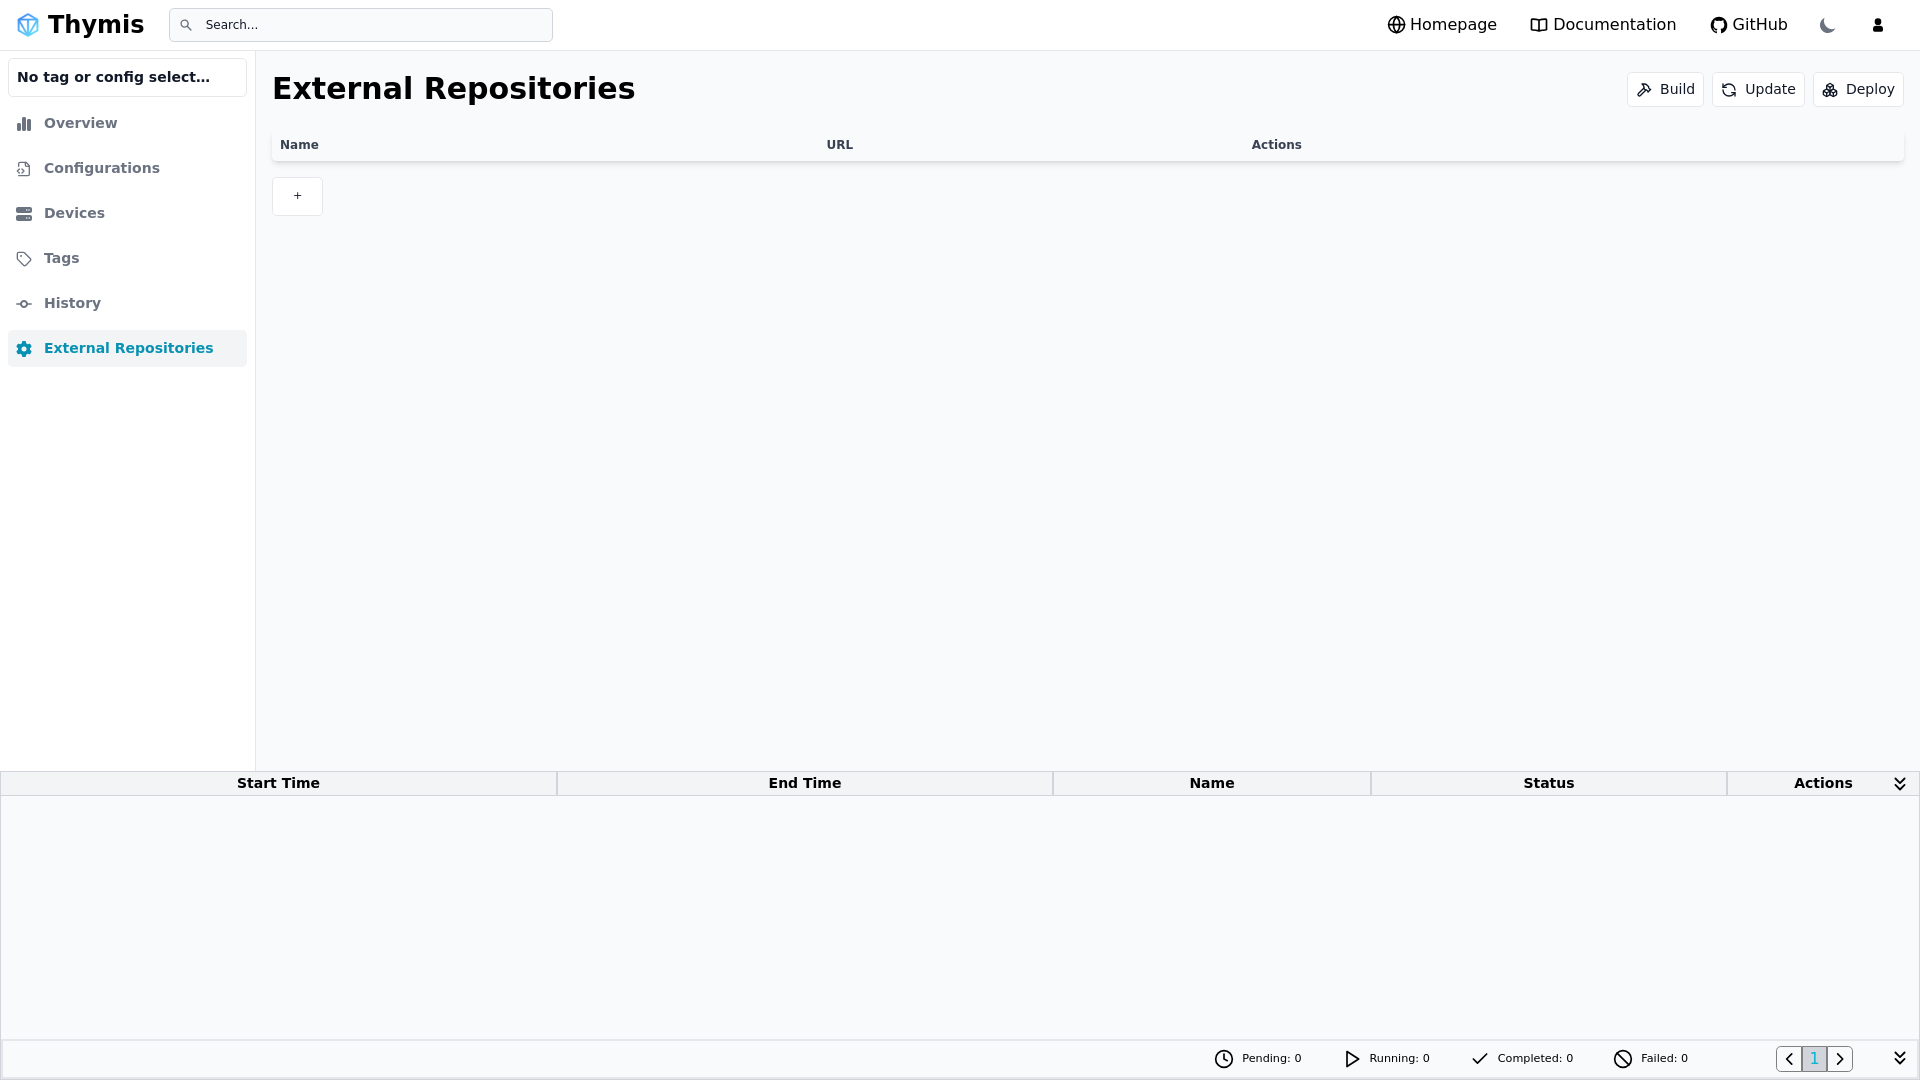 Thymis
Search...
Homepage
Documentation
GitHub
No tag or config select...
Overview
Configurations
Devices
Tags
History
External Repositories
External Repositories
Build
Update
Deploy
Name URL Actions
+
Start Time End Time Name Status Actions
Pending: 0 Running: 0 Completed: 0 Failed: 0 1